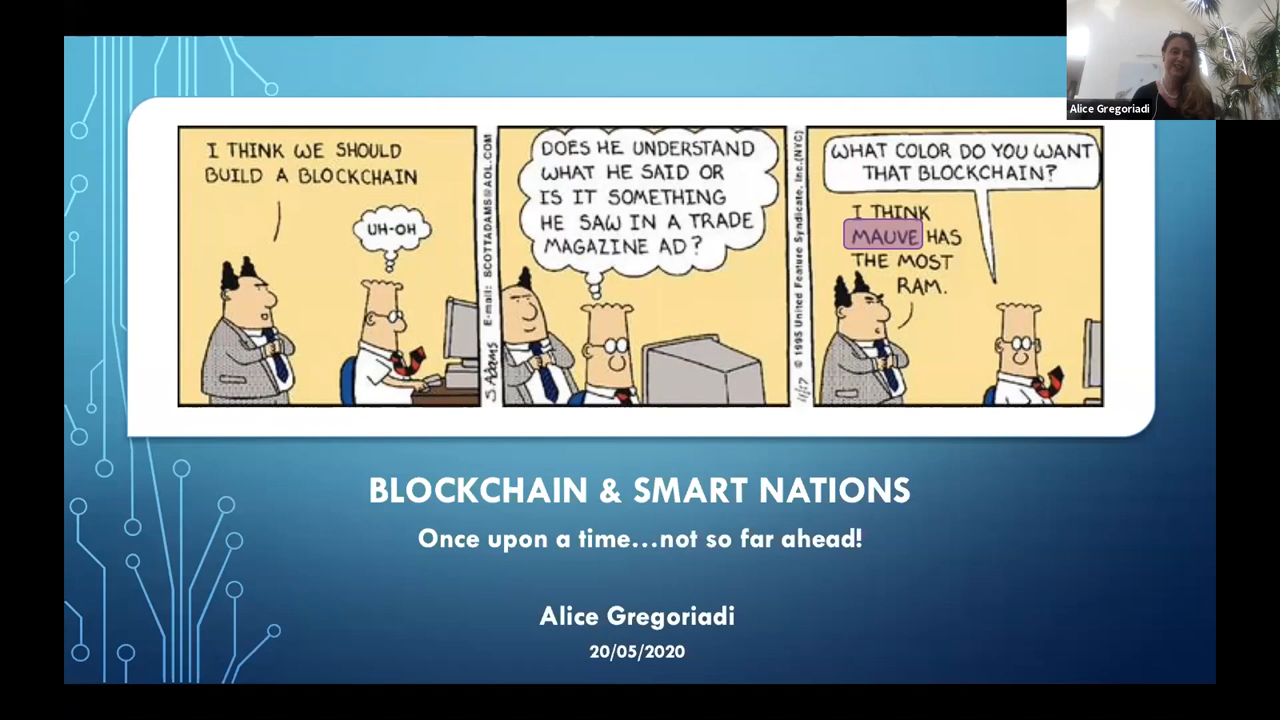 Alice Gregoriadi
I THINK WE SHOULD
BUILD A BLOCKCHAIN
UH-OH
S. Adams E-mail: SCOTTADAMS@AOL.COM
DOES HE UNDERSTAND
WHAT HE SAID OR
IS IT SOMETHING
HE SAW IN A TRADE
MAGAZINE AD?
11/17 © 1995 United Feature Syndicate, Inc.(NYC)
WHAT COLOR DO YOU WANT
THAT BLOCKCHAIN?
I THINK
MAUVE HAS
THE MOST
RAM.
BLOCKCHAIN & SMART NATIONS
Once upon a time...not so far ahead!
Alice Gregoriadi
20/05/2020